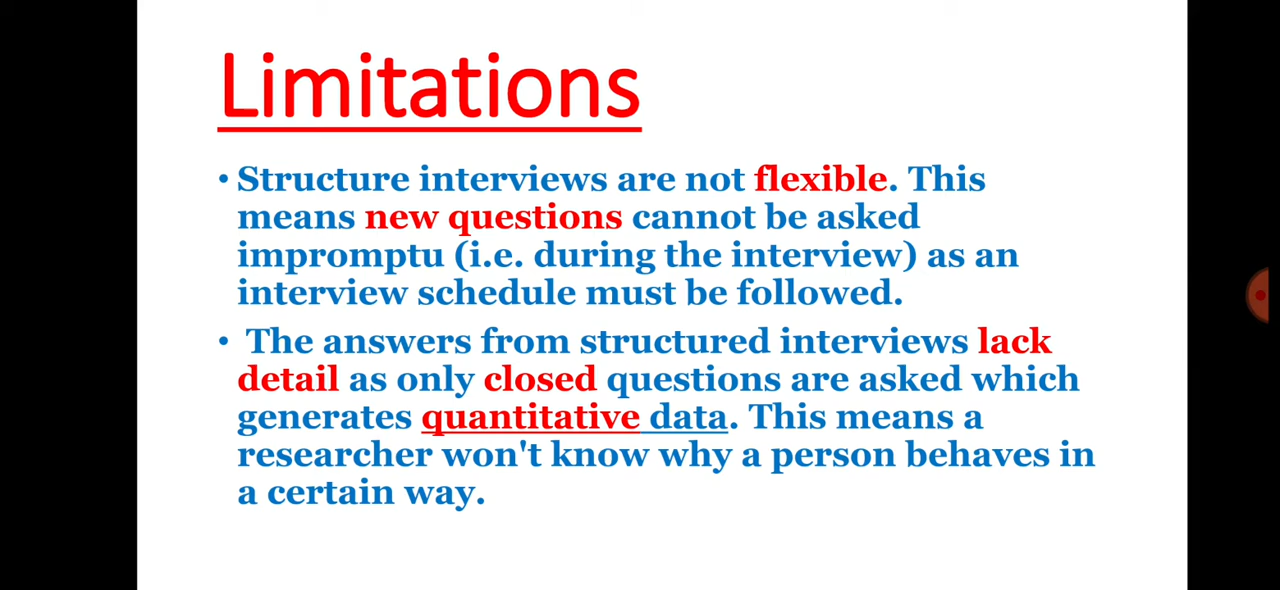 Limitations
• Structure interviews are not flexible. This
means new questions cannot be asked
impromptu (i.e. during the interview) as an
interview schedule must be followed.
• The answers from structured interviews lack
detail as only closed questions are asked which
generates quantitative data. This means a
researcher won't know why a person behaves in
a certain way.